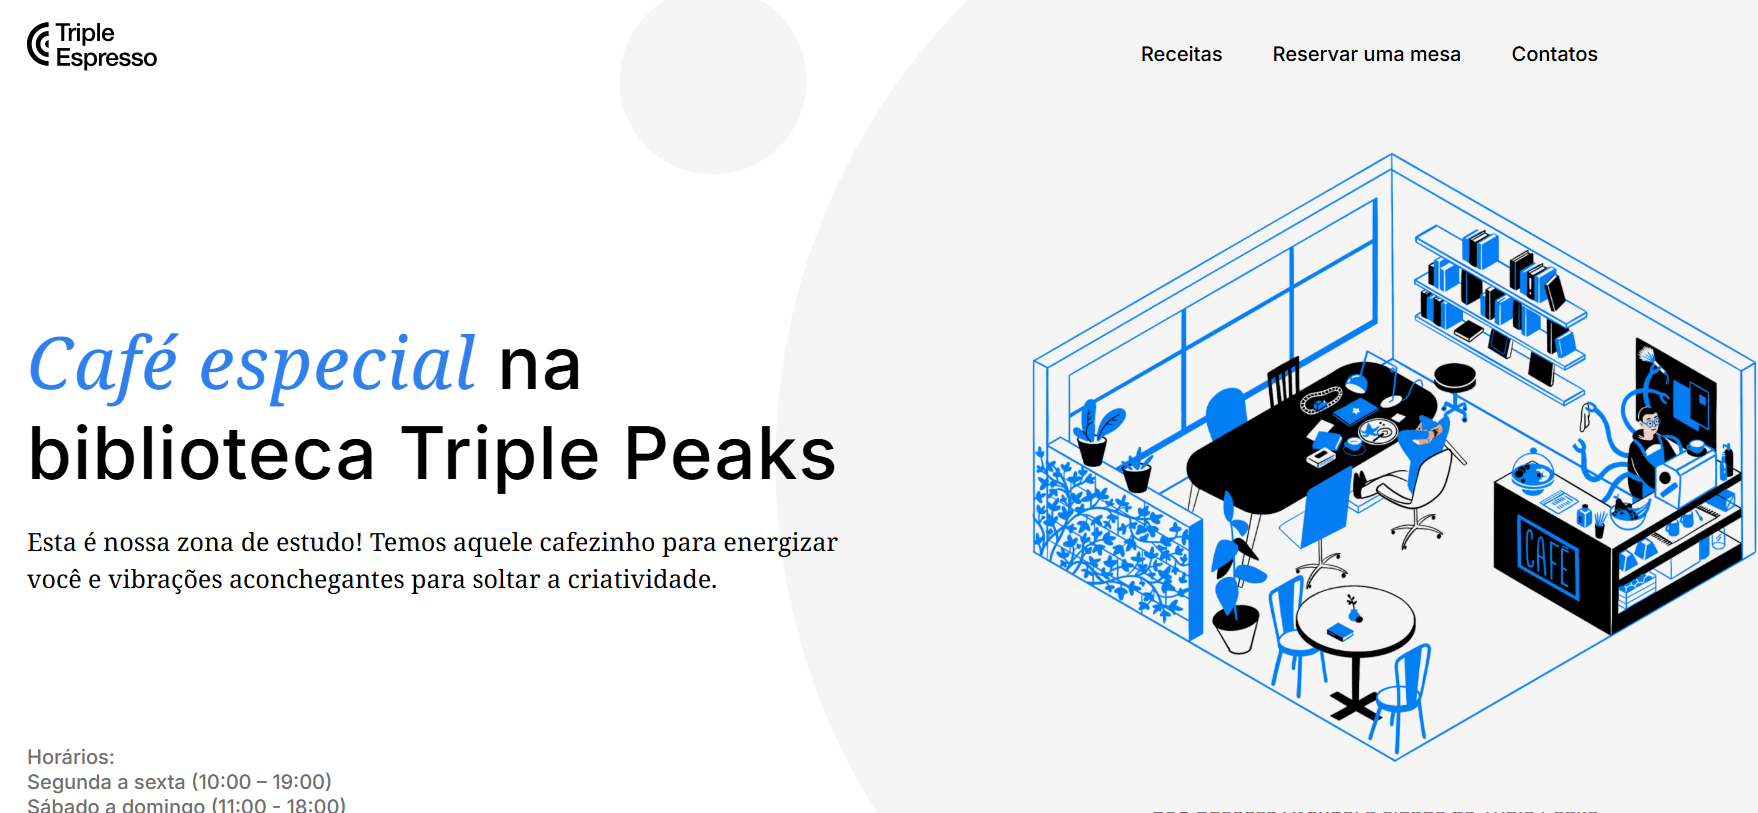 Triple
Espresso
Receitas
Reservar uma mesa
Contatos
Café especial na
biblioteca Triple Peaks
Esta é nossa zona de estudo! Temos aquele cafezinho para energizar
você e vibrações aconchegantes para soltar a criatividade.
CAFÉ
Horários:
Segunda a sexta (10:00 – 19:00)
Sábado a domingo (11:00 - 18:00)